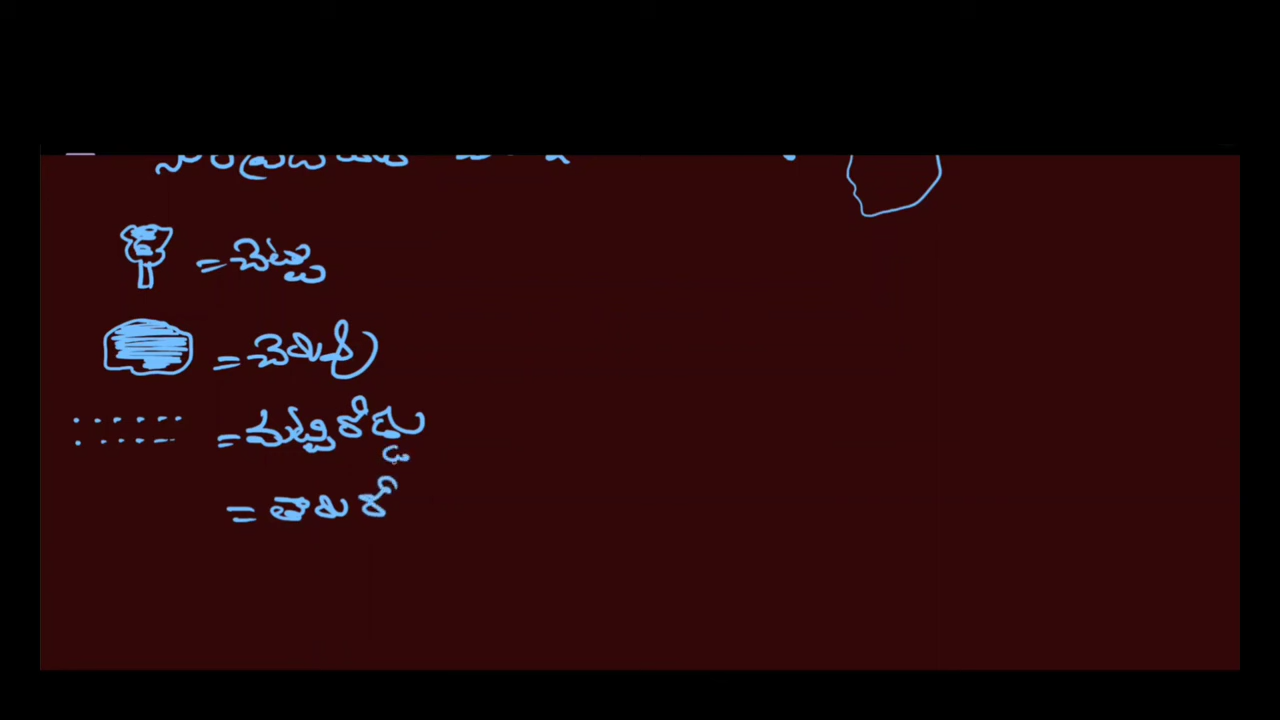 = చెట్టు
= చెరువు
= మట్టిరోడ్డు
= తారు రో